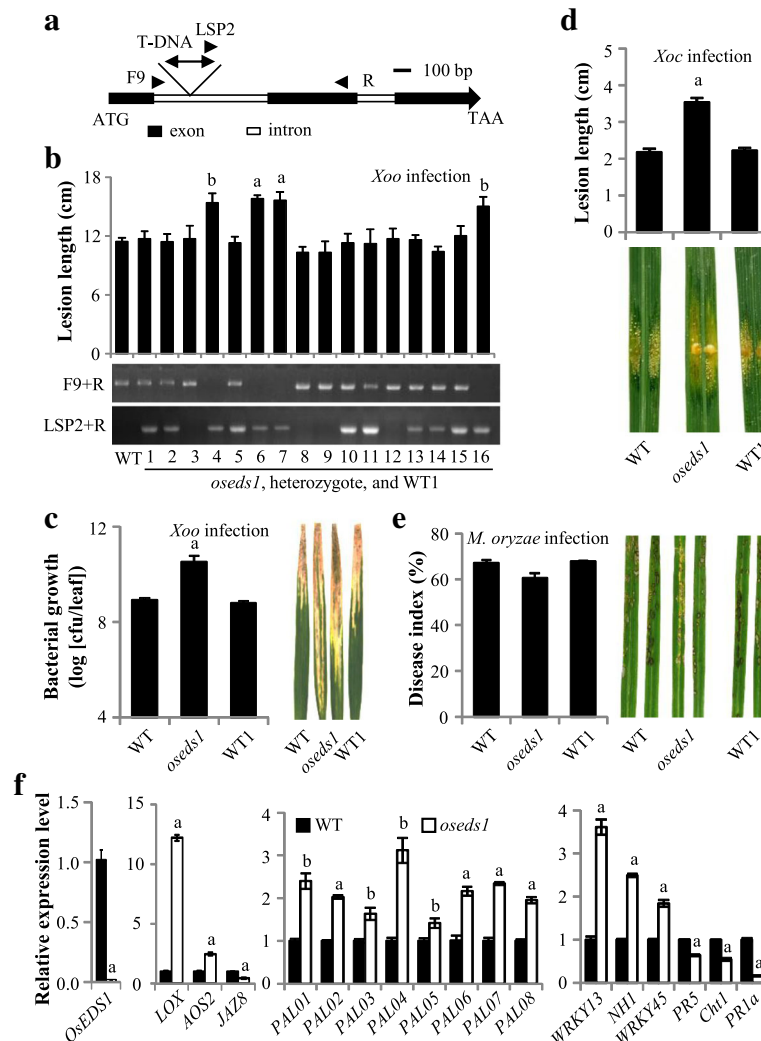 a
LSP2
T-DNA
F9
R
100 bp
ATG
TAA
exon
intron
b
Xoo infection
Lesion length (cm)
18
12
6
0
b
a
a
b
F9+R
LSP2+R
WT 1 2 3 4 5 6 7 8 9 10 11 12 13 14 15 16
oseds1, heterozygote, and WT1
c
Xoo infection
Bacterial growth
(log [cfu/leaf])
12
8
4
a
WT
oseds1
WT1
WT
oseds1
WT1
d
Xoc infection
Lesion length (cm)
5
4
3
2
1
0
a
WT
oseds1
WT1
e
M. oryzae infection
Disease index (%)
80
60
40
20
0
WT
oseds1
WT1
WT
oseds1
WT1
f
Relative expression level
1.5
1.0
0.5
0.0
a
OsEDS1
15
10
5
0
a
a
a
LOX
AOS2
JAZ8
WT
oseds1
4
3
2
1
0
b
a
b
b
b
a
a
a
PAL01
PAL02
PAL03
PAL04
PAL05
PAL06
PAL07
PAL08
4
3
2
1
0
a
a
a
a
a
a
WRKY13
NH1
WRKY45
PR5
Cht1
PR1a